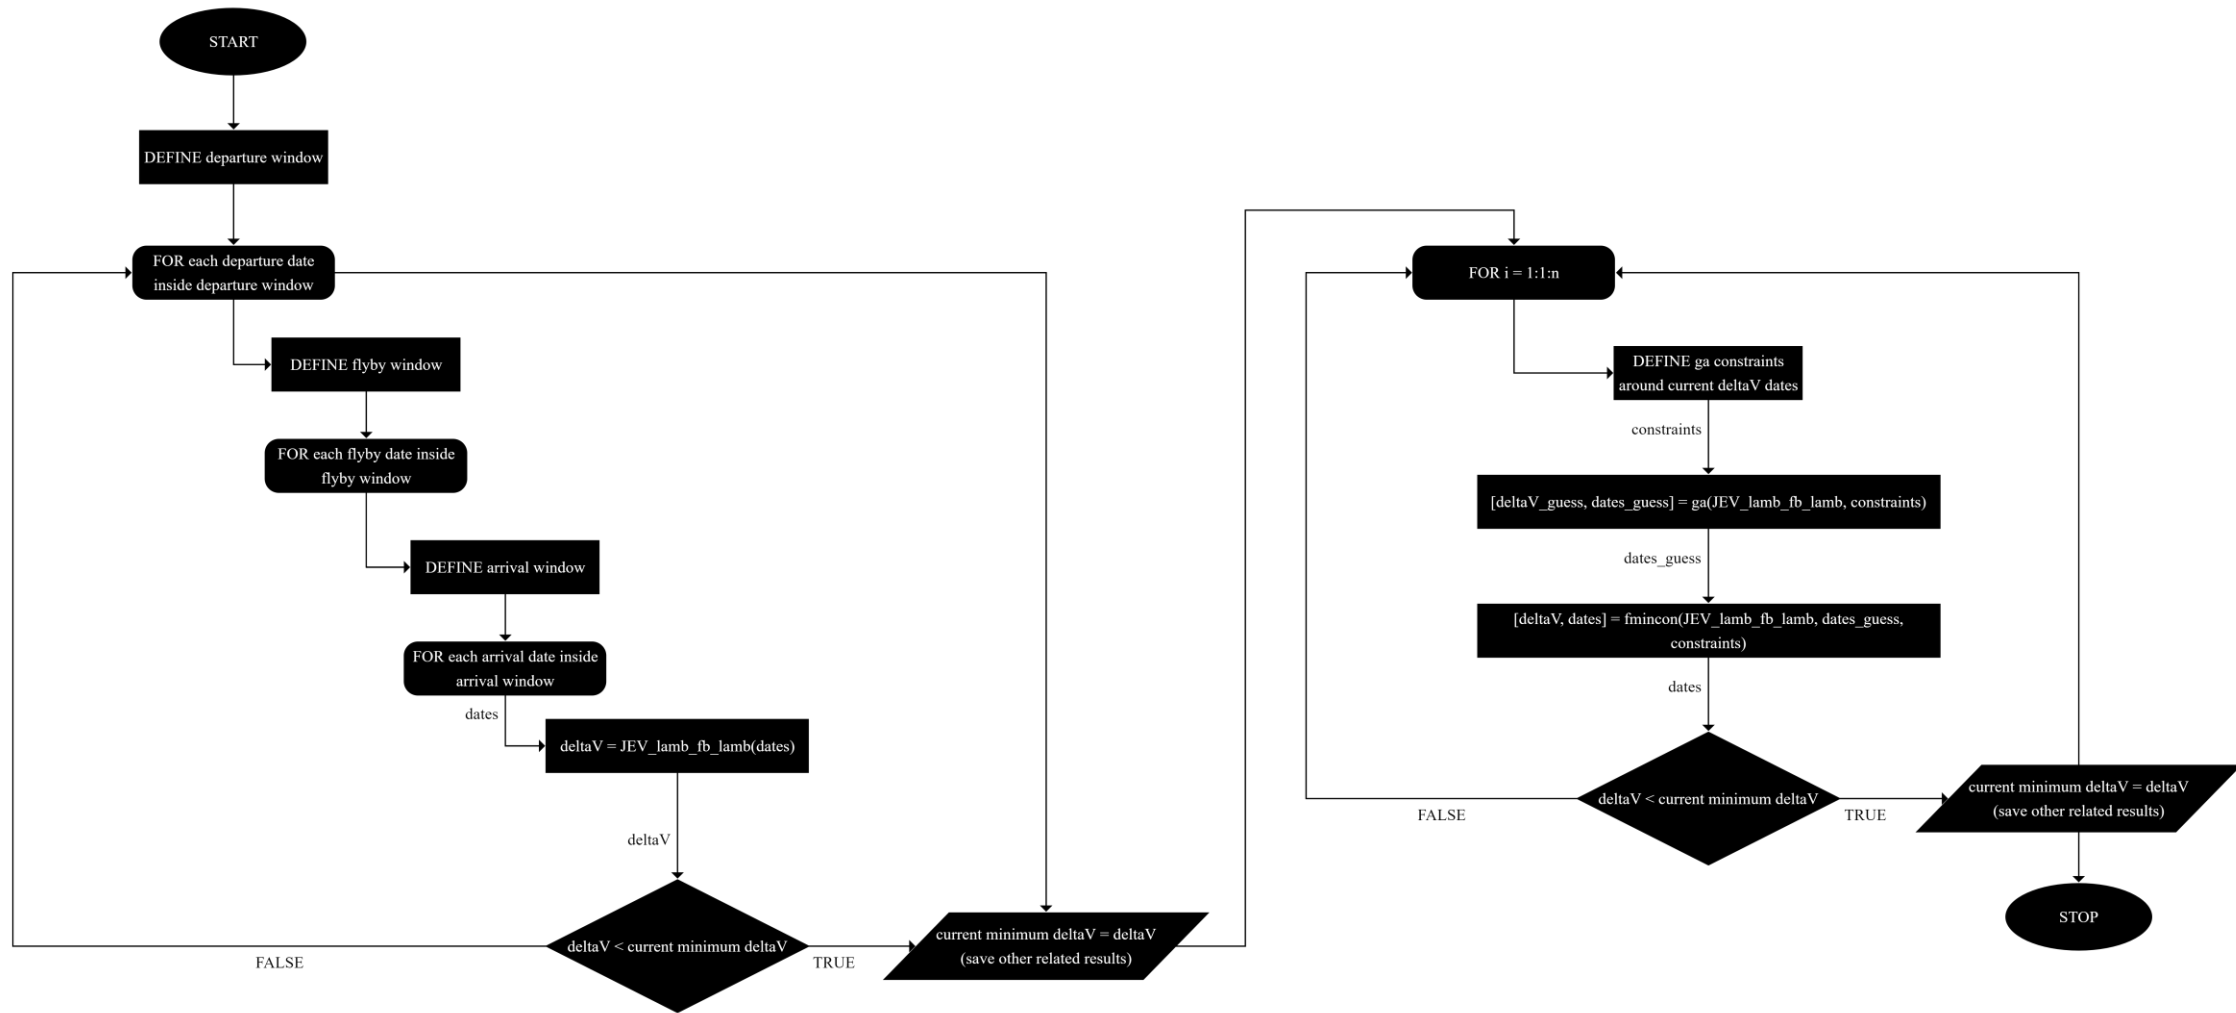 START
DEFINE departure window
FOR each departure date
inside departure window
DEFINE flyby window
FOR each flyby date inside
flyby window
DEFINE arrival window
FOR each arrival date inside
arrival window
dates
deltaV = JEV_lamb_fb_lamb(dates)
deltaV
deltaV < current minimum deltaV
FALSE
TRUE
current minimum deltaV = deltaV
(save other related results)
FOR i = 1:1:n
DEFINE ga constraints
around current deltaV dates
constraints
[deltaV_guess, dates_guess] = ga(JEV_lamb_fb_lamb, constraints)
dates_guess
[deltaV, dates] = fmincon(JEV_lamb_fb_lamb, dates_guess,
constraints)
dates
deltaV < current minimum deltaV
FALSE
TRUE
current minimum deltaV = deltaV
(save other related results)
STOP